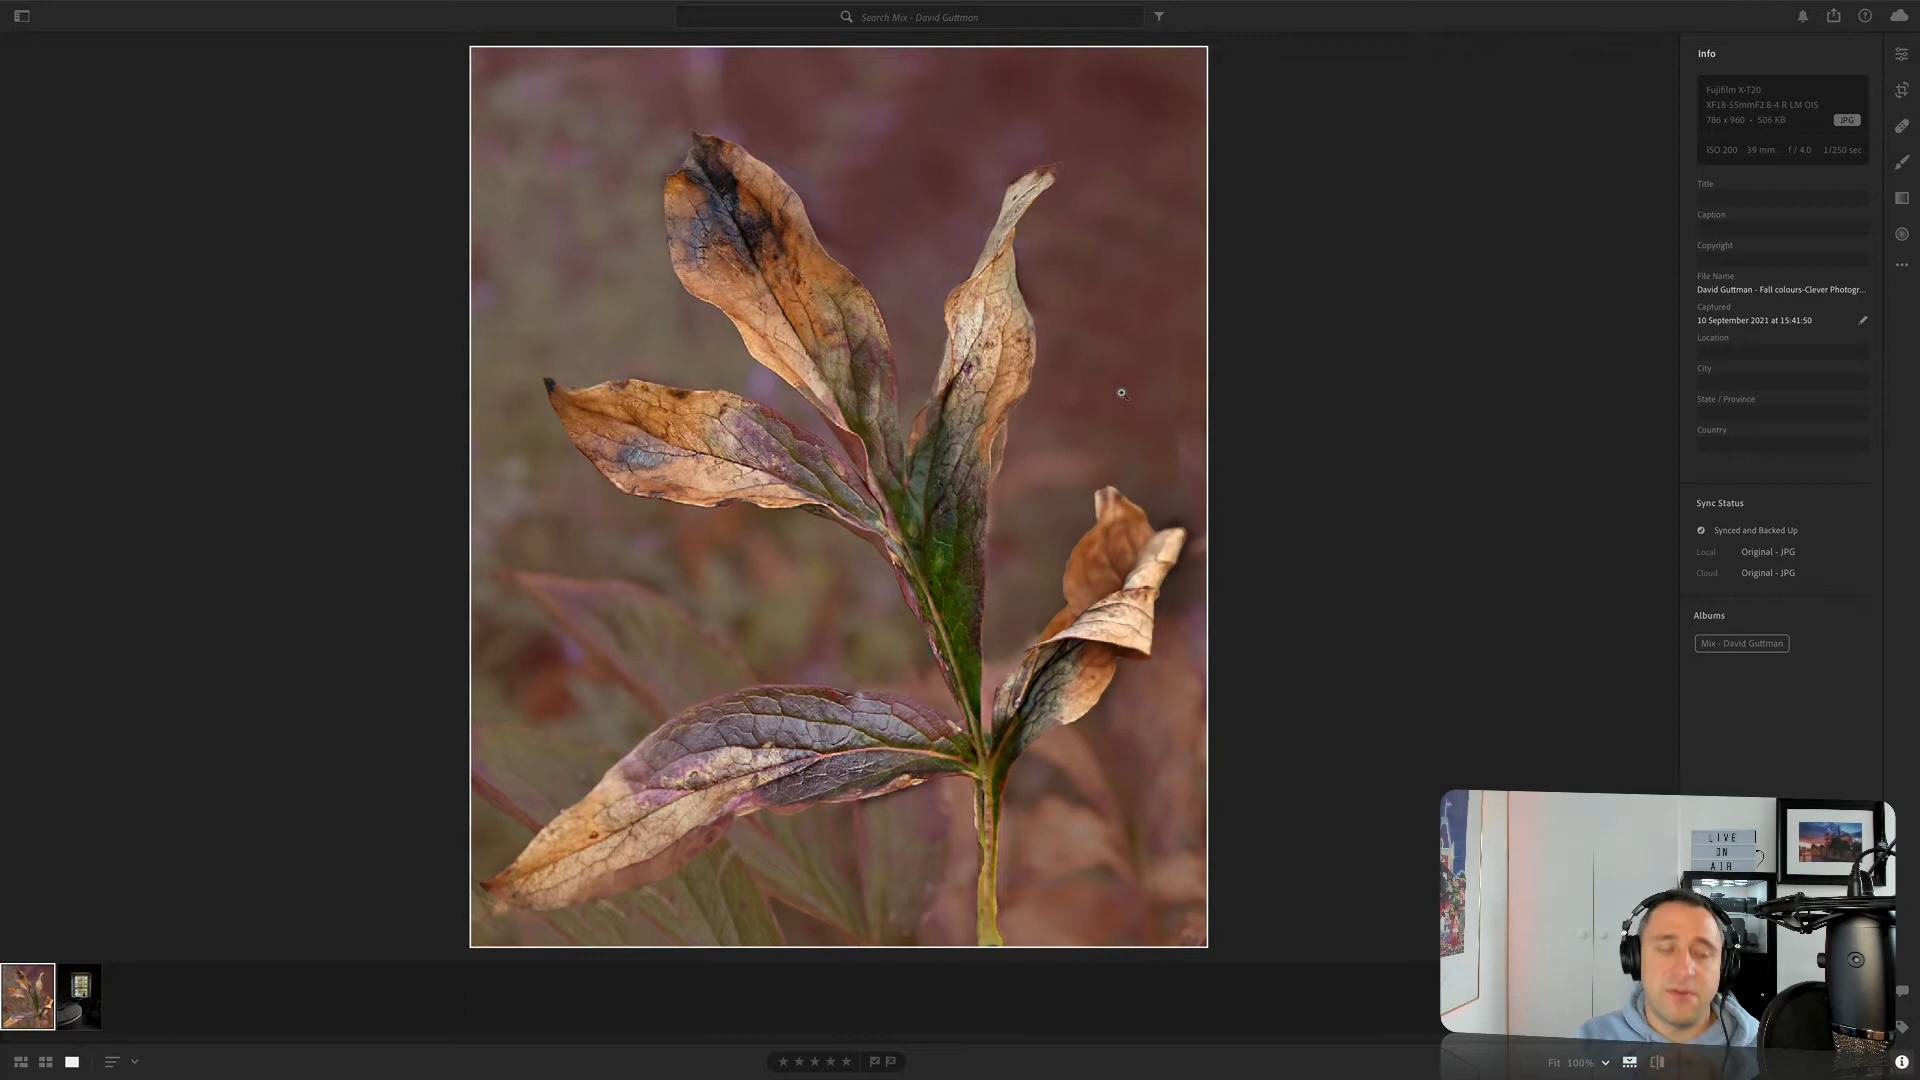 Search Mix - David Guttman
Info
Fujifilm X-T20
XF18-55mmF2.8-4 R LM OIS
786 x 960 • 506 KB
JPG
ISO 200 39 mm f / 4.0 1/250 sec
Title
Caption
Copyright
File Name
David Guttman - Fall colours-Clever Photogr...
Captured
10 September 2021 at 15:41:50
Location
City
State / Province
Country
Sync Status
Synced and Backed Up
Local Original - JPG
Cloud Original - JPG
Albums
Mix - David Guttman
LIVE
ON
AIR
Fit 100%